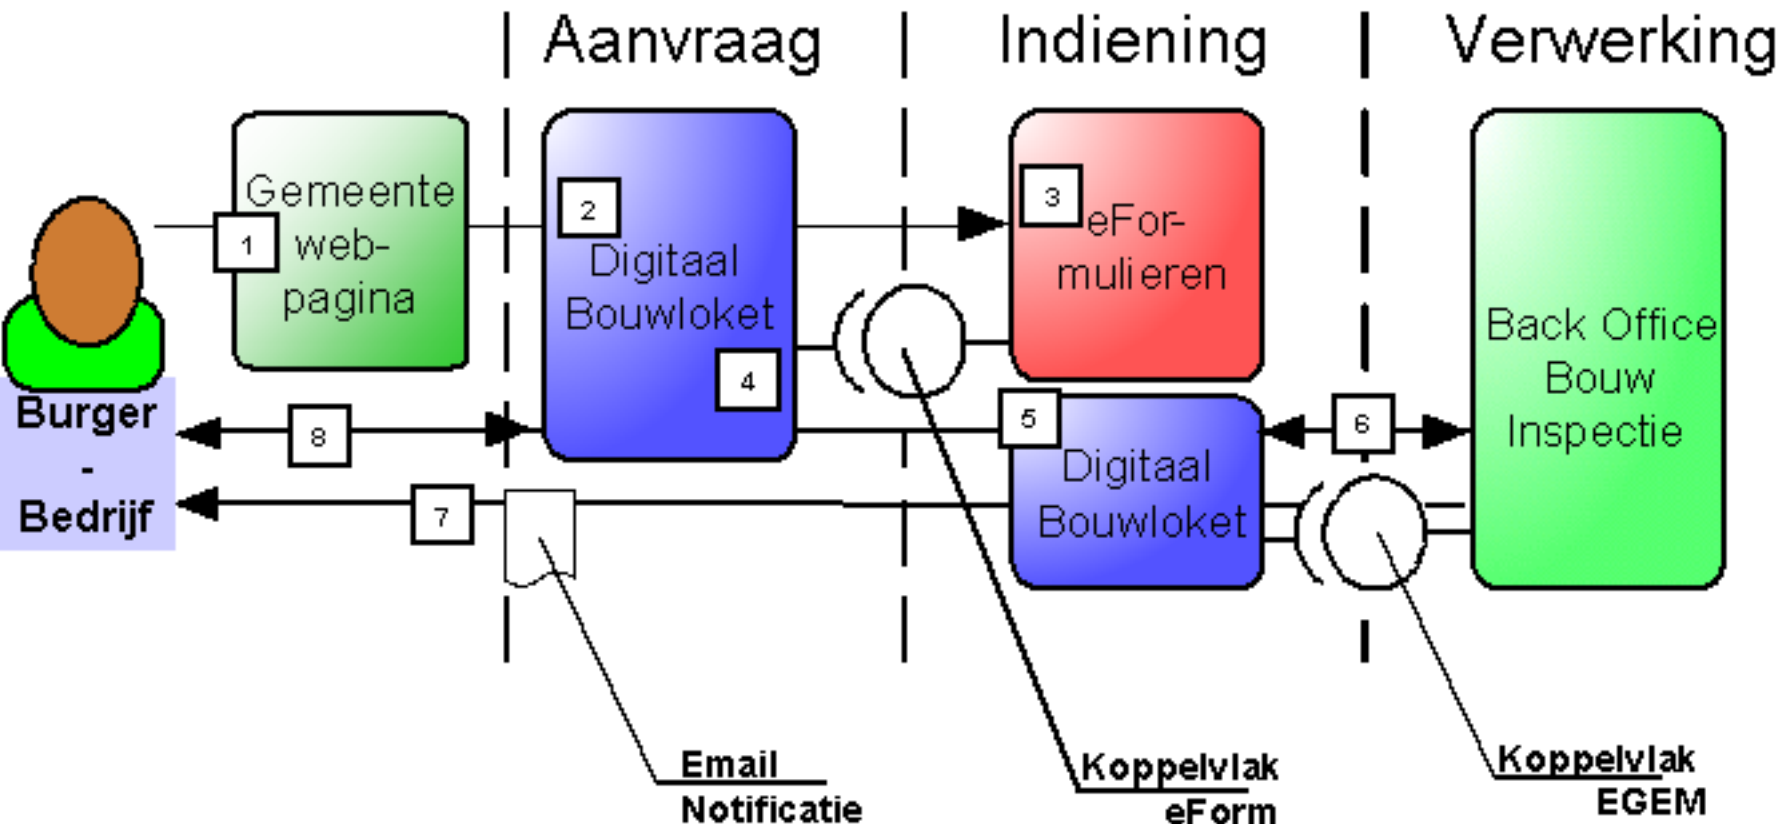 Aanvraag
Indiening
Verwerking
Gemeente
web-
pagina
1
2
Digitaal
Bouwloket
4
3
eFor-
mulieren
5
Digitaal
Bouwloket
6
Back Office
Bouw
Inspectie
Burger
-
Bedrijf
8
7
Email
Notificatie
Koppelvlak
eForm
Koppelvlak
EGEM